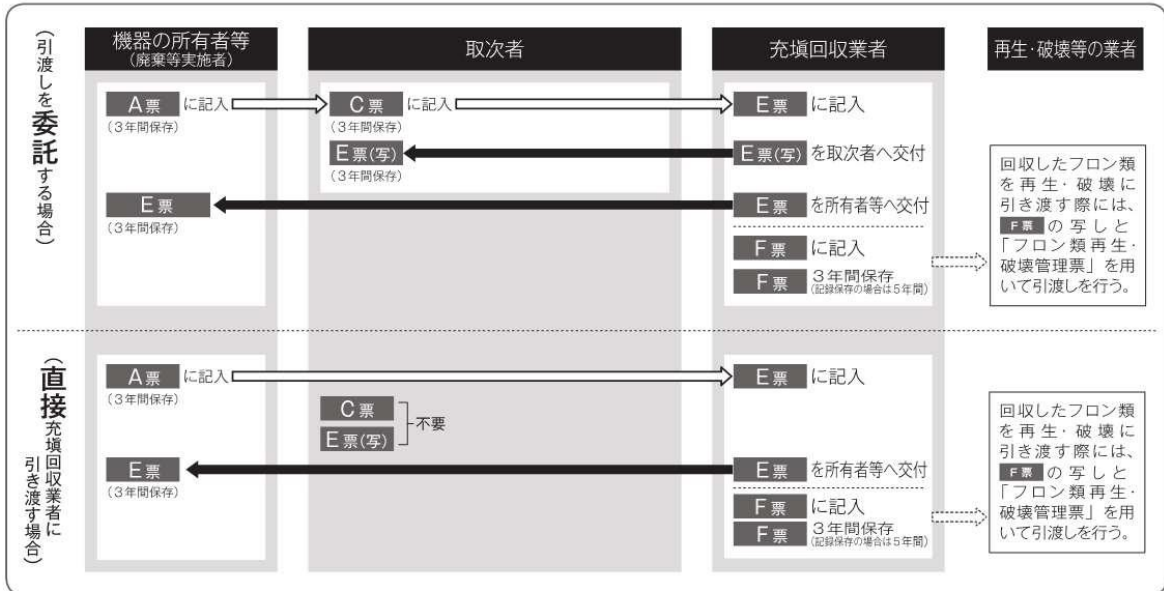 機器の所有者等
(廃棄等実施者)
取次者
充塡回収業者
再生・破壊等の業者
(引渡しを委託する場合)
A票 に記入
(3年間保存)
C票 に記入
(3年間保存)
E票 に記入
E票(写)
(3年間保存)
E票(写) を取次者へ交付
E票
(3年間保存)
E票 を所有者等へ交付
F票 に記入
F票 3年間保存
(記録保存の場合は5年間)
回収したフロン類
を再生・破壊に
引き渡す際には、
F票 の写しと
「フロン類再生・
破壊管理票」を用
いて引渡しを行う。
(直接充塡回収業者に
引き渡す場合)
A票 に記入
(3年間保存)
E票 に記入
C票
E票(写)
不要
E票
(3年間保存)
E票 を所有者等へ交付
F票 に記入
F票 3年間保存
(記録保存の場合は5年間)
回収したフロン類
を再生・破壊に
引き渡す際には、
F票 の写しと
「フロン類再生・
破壊管理票」を用
いて引渡しを行う。